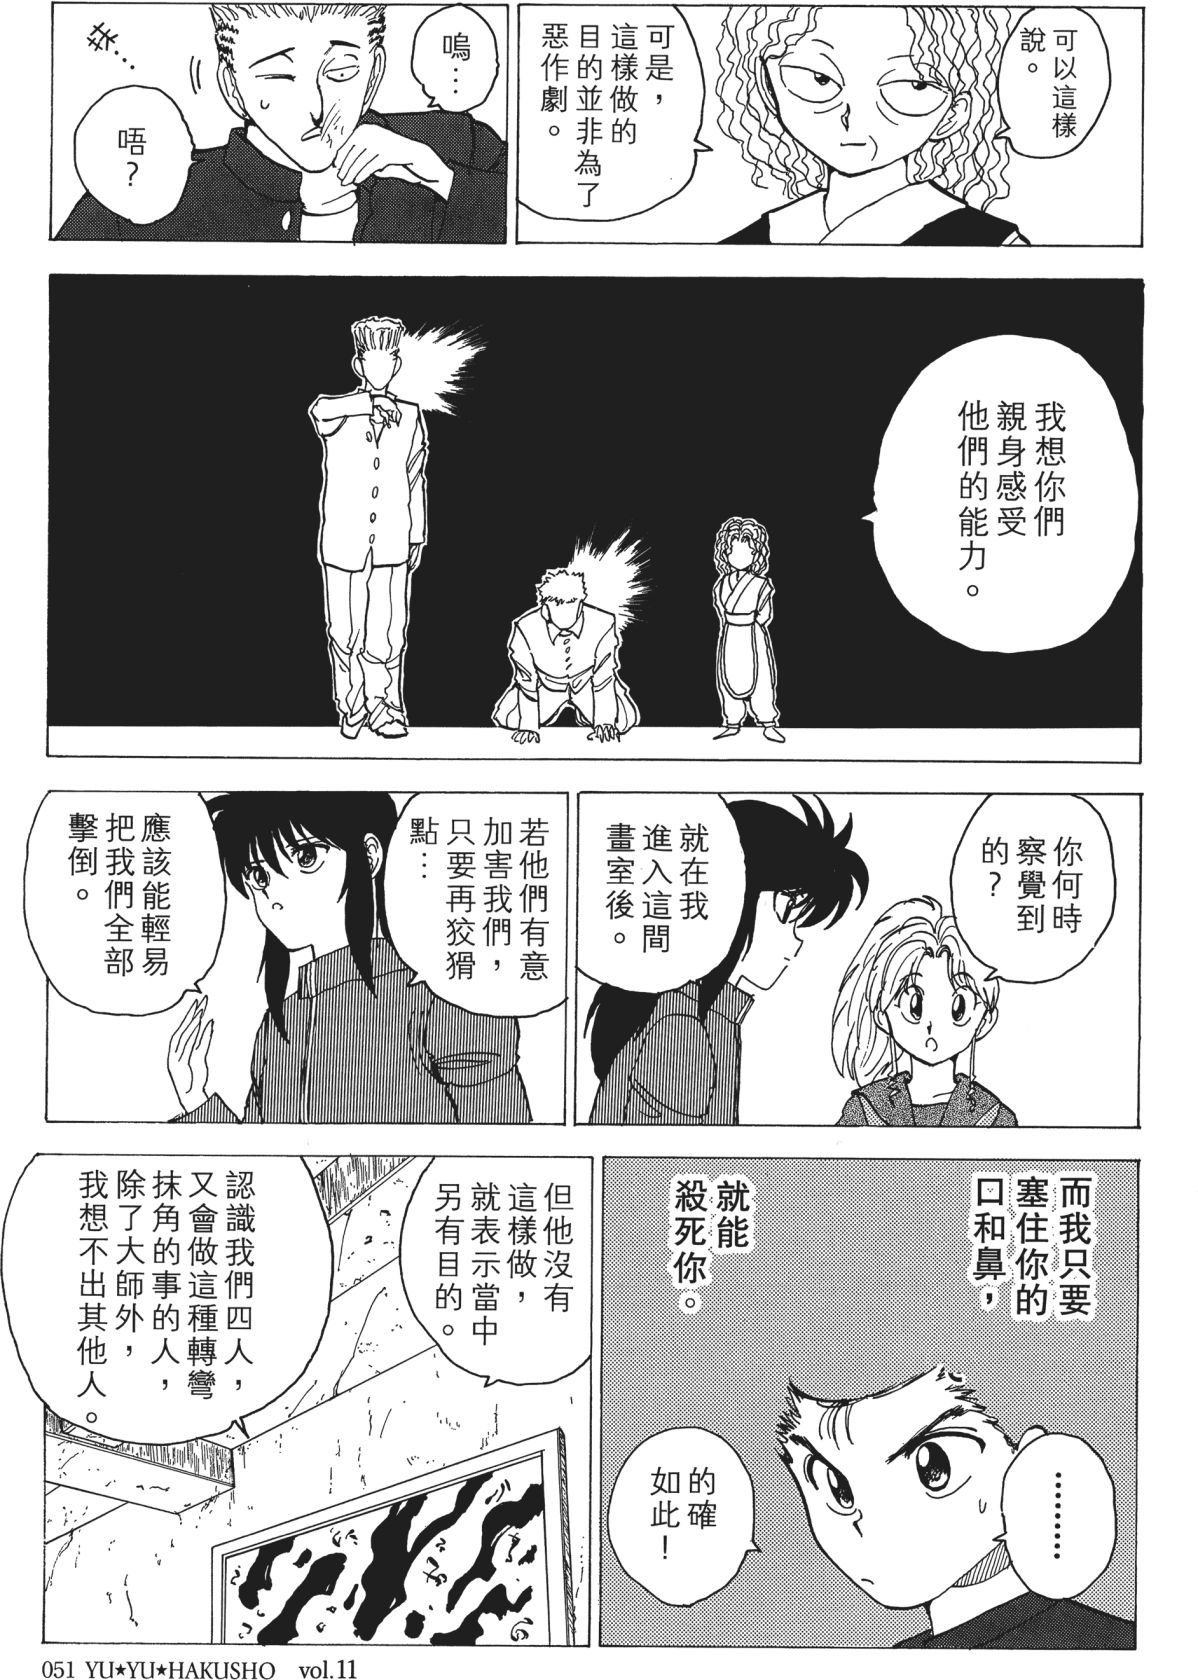 可以這樣
說。
可是，
這樣做的
目的並非為了
惡作劇。
嗚…
唔？
我想你們
親身感受
他們的能力。
你何時
察覺到
的？
就在我
進入這間
畫室後。
若他們有意
加害我們，
只要再狡猾
點…
應該能輕易
把我們全部
擊倒。
而我只要
塞住你的
口和鼻，
就能
殺死你。
………
的確
如此！
但他沒有
這樣做，
就表示當中
另有目的。
認識我們四人，
又會做這種轉彎
抹角的事的人，
除了大師外，
我想不出其他人。
051 YU★YU★HAKUSHO vol.11